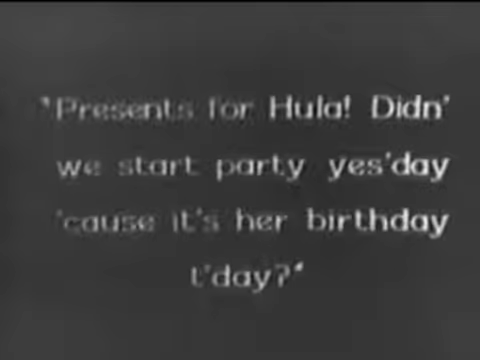 "Presents for Hula! Didn'
we start party yes'day
'cause it's her birthday
t'day?"